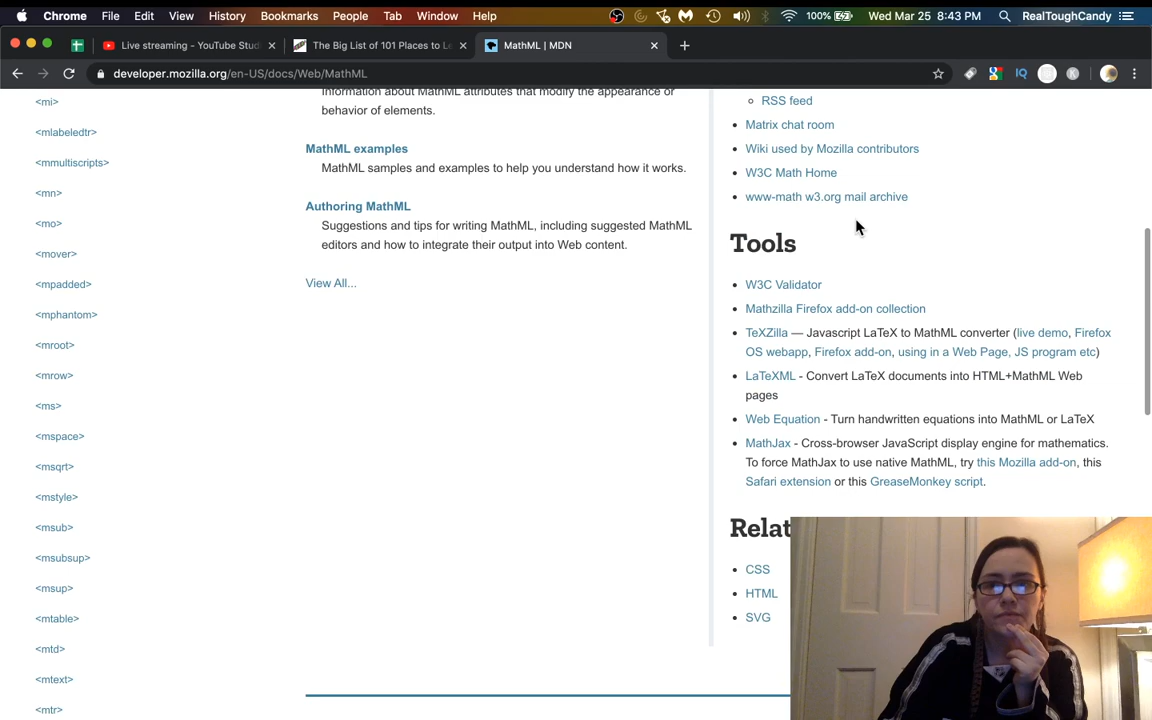 Chrome File Edit View History Bookmarks People Tab Window Help 100% Wed Mar 25 8:43 PM RealToughCandy
Live streaming - YouTube Stud
The Big List of 101 Places to Le
MathML | MDN
developer.mozilla.org/en-US/docs/Web/MathML
IQ
K
<mi>
<mlabeledtr>
<mmultiscripts>
<mn>
<mo>
<mover>
<mpadded>
<mphantom>
<mroot>
<mrow>
<ms>
<mspace>
<msqrt>
<mstyle>
<msub>
<msubsup>
<msup>
<mtable>
<mtd>
<mtext>
<mtr>
Information about MathML attributes that modify the appearance or
behavior of elements.
MathML examples
MathML samples and examples to help you understand how it works.
Authoring MathML
Suggestions and tips for writing MathML, including suggested MathML
editors and how to integrate their output into Web content.
View All...
RSS feed
Matrix chat room
Wiki used by Mozilla contributors
W3C Math Home
www-math w3.org mail archive
Tools
W3C Validator
Mathzilla Firefox add-on collection
TeXZilla — Javascript LaTeX to MathML converter (live demo, Firefox
OS webapp, Firefox add-on, using in a Web Page, JS program etc)
LaTeXML - Convert LaTeX documents into HTML+MathML Web
pages
Web Equation - Turn handwritten equations into MathML or LaTeX
MathJax - Cross-browser JavaScript display engine for mathematics.
To force MathJax to use native MathML, try this Mozilla add-on, this
Safari extension or this GreaseMonkey script.
Relat
CSS
HTML
SVG